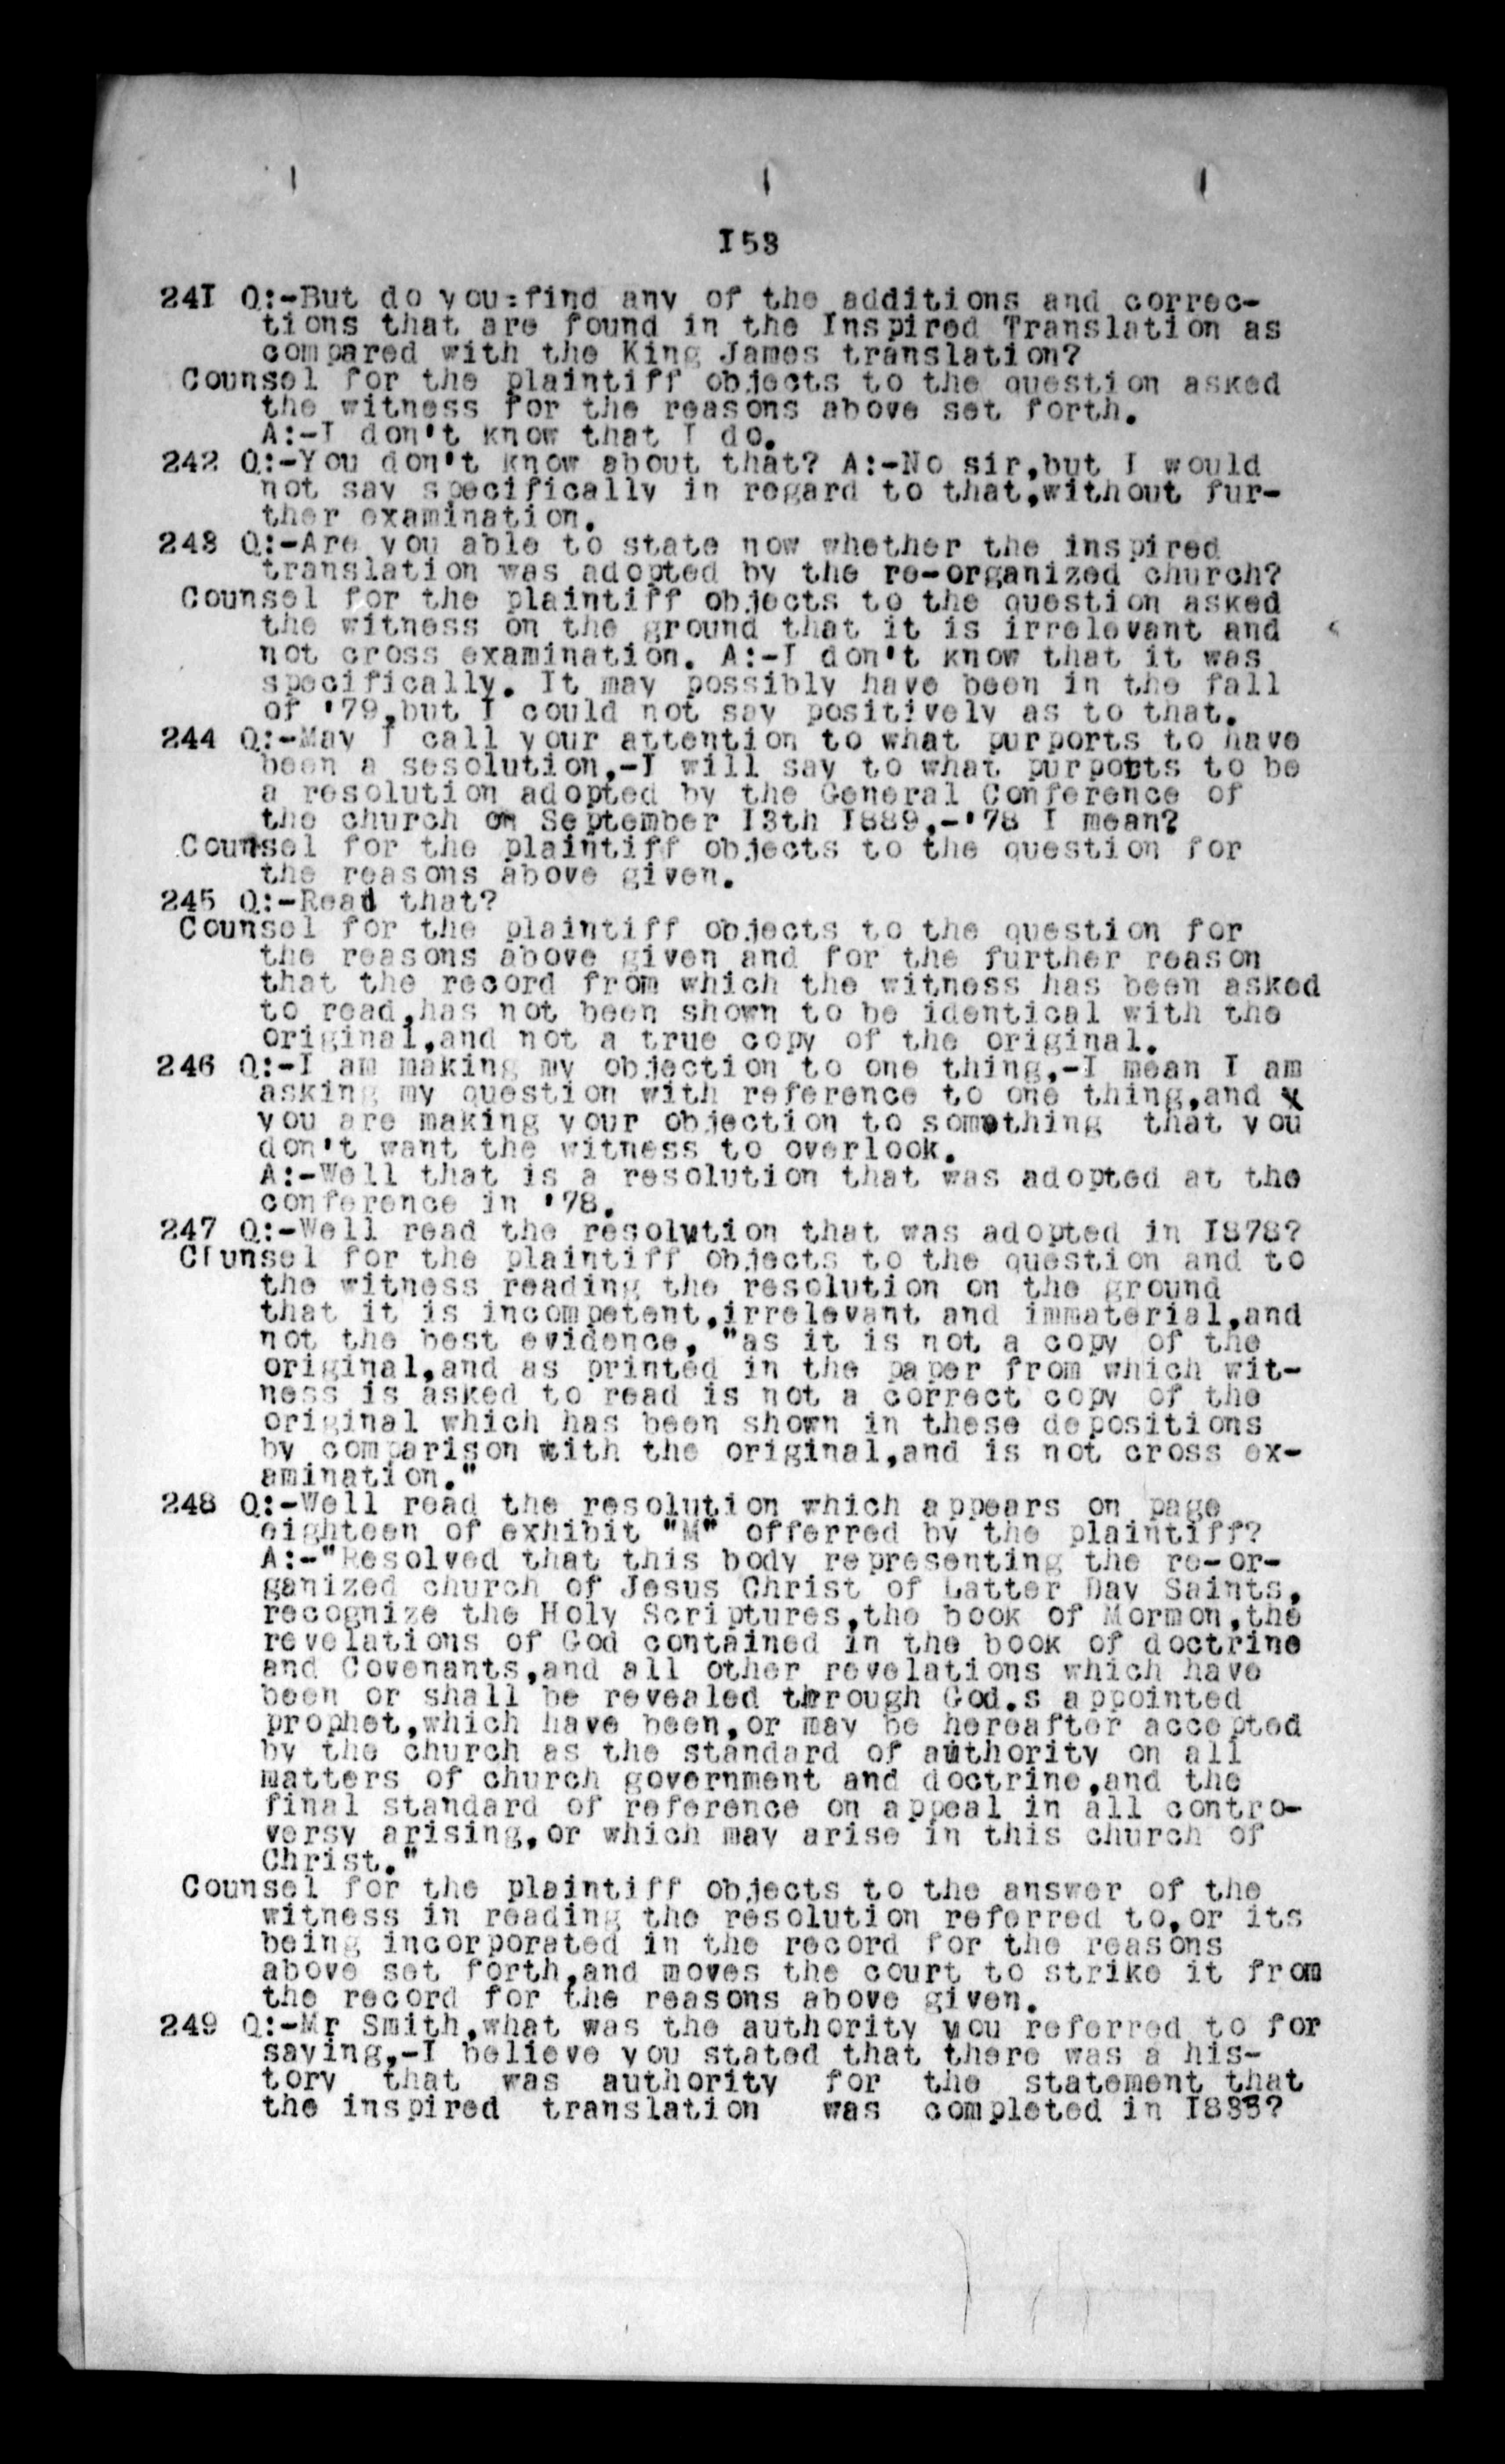 I53
24I Q:-But do you:find any of the additions and correc-
tions that are found in the Inspired Translation as
compared with the King James translation?
Counsel for the plaintiff objects to the question asked
the witness for the reasons above set forth.
A:-I don't know that I do.
242 Q:-You don't know about that? A:-No sir,but I would
not say specifically in regard to that,without fur-
ther examination.
243 Q:-Are you able to state now whether the inspired
translation was adopted by the re-organized church?
Counsel for the plaintiff objects to the question asked
the witness on the ground that it is irrelevant and
not cross examination. A:-I don't know that it was
specifically. It may possibly have been in the fall
of '79,but I could not say positively as to that.
244 Q:-May I call your attention to what purports to have
been a sesolution,-I will say to what purports to be
a resolution adopted by the General Conference of
the church on September I3th I889,-'78 I mean?
Counsel for the plaintiff objects to the question for
the reasons above given.
245 Q:-Read that?
Counsel for the plaintiff objects to the question for
the reasons above given and for the further reason
that the record from which the witness has been asked
to read,has not been shown to be identical with the
original,and not a true copy of the original.
246 Q:-I am making my objection to one thing,-I mean I am
asking my question with reference to one thing,and
you are making your objection to something that you
don't want the witness to overlook.
A:-Well that is a resolution that was adopted at the
conference in '78.
247 Q:-Well read the resolution that was adopted in I878?
Clunsel for the plaintiff objects to the question and to
the witness reading the resolution on the ground
that it is incompetent,irrelevant and immaterial,and
not the best evidence, "as it is not a copy of the
original,and as printed in the paper from which wit-
ness is asked to read is not a correct copy of the
original which has been shown in these depositions
by comparison with the original,and is not cross ex-
amination."
248 Q:-Well read the resolution which appears on page
eighteen of exhibit "M" offerred by the plaintiff?
A:-"Resolved that this body representing the re-or-
ganized church of Jesus Christ of Latter Day Saints,
recognize the Holy Scriptures,the book of Mormon,the
revelations of God contained in the book of doctrine
and Covenants,and all other revelations which have
been or shall be revealed through God.s appointed
prophet,which have been,or may be hereafter accepted
by the church as the standard of authority on all
matters of church government and doctrine,and the
final standard of reference on appeal in all contro-
versy arising,or which may arise in this church of
Christ."
Counsel for the plaintiff objects to the answer of the
witness in reading the resolution referred to,or its
being incorporated in the record for the reasons
above set forth,and moves the court to strike it from
the record for the reasons above given.
249 Q:-Mr Smith,what was the authority you referred to for
saying,-I believe you stated that there was a his-
tory that was authority for the statement that
the inspired translation was completed in I833?